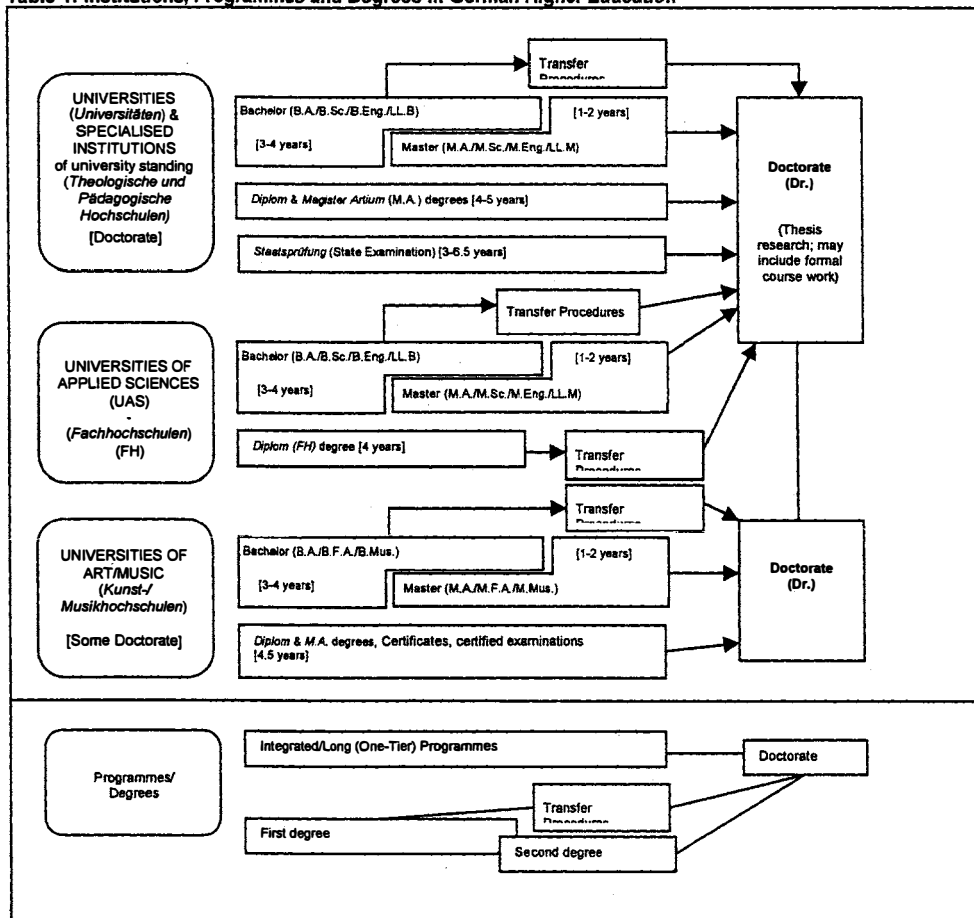 Table 1: Institutions, Programmes and Degrees in German Higher Education
UNIVERSITIES
(Universitäten) &
SPECIALISED
INSTITUTIONS
of university standing
(Theologische und
Pädagogische
Hochschulen)
[Doctorate]
Transfer
Procedures
Bachelor (B.A./B.Sc./B.Eng./LL.B)
[3-4 years]
[1-2 years]
Master (M.A./M.Sc./M.Eng./LL.M)
Diplom & Magister Artium (M.A.) degrees [4-5 years]
Staatsprüfung (State Examination) [3-6.5 years]
Doctorate
(Dr.)
(Thesis
research; may
include formal
course work)
UNIVERSITIES OF
APPLIED SCIENCES
(UAS)
-
(Fachhochschulen)
(FH)
Transfer Procedures
Bachelor (B.A./B.Sc./B.Eng./LL.B)
[3-4 years]
[1-2 years]
Master (M.A./M.Sc./M.Eng./LL.M)
Diplom (FH) degree [4 years]
Transfer
Procedures
UNIVERSITIES OF
ART/MUSIC
(Kunst-/
Musikhochschulen)
[Some Doctorate]
Transfer
Procedures
Bachelor (B.A./B.F.A./B.Mus.)
[3-4 years]
[1-2 years]
Master (M.A./M.F.A./M.Mus.)
Diplom & M.A. degrees, Certificates, certified examinations
[4.5 years]
Doctorate
(Dr.)
Programmes/
Degrees
Integrated/Long (One-Tier) Programmes
Doctorate
Transfer
Procedures
First degree
Second degree